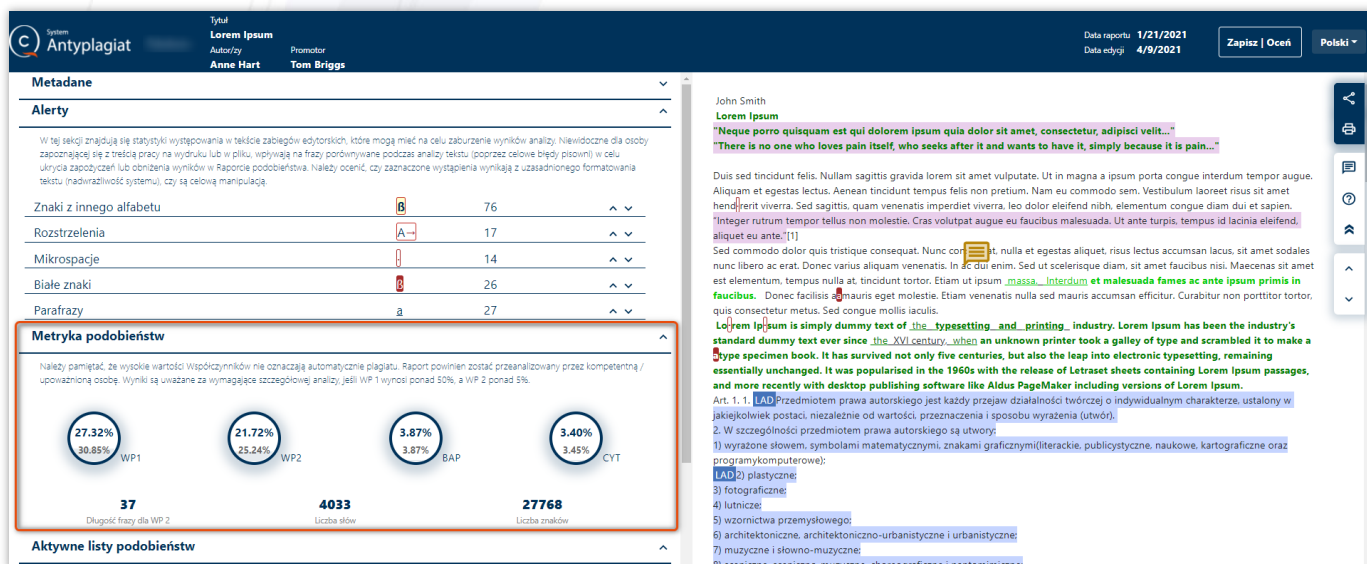 System
Antyplagiat
Tytuł
Lorem Ipsum
Autor/zy Promotor
Anne Hart Tom Briggs
Data raportu 1/21/2021
Data edycji 4/9/2021
Zapisz | Oceń
Polski
Metadane
Alerty
W tej sekcji znajdują się statystyki występowania w tekście zabiegów edytorskich, które mogą mieć na celu zaburzenie wyników analizy. Niewidoczne dla osoby
zapoznającej się z treścią pracy na wydruku lub w pliku, wpływają na frazy porównywane podczas analizy tekstu (poprzez celowe błędy pisowni) w celu
ukrycia zapożyczeń lub obniżenia wyników w Raporcie podobieństwa. Należy ocenić, czy zaznaczone wystąpienia wynikają z uzasadnionego formatowania
tekstu (nadwrażliwość systemu), czy są celową manipulacją.
Znaki z innego alfabetu ß 76
Rozstrzelenia A→ 17
Mikrospacje · 14
Białe znaki ß 26
Parafrazy a 27
Metryka podobieństw
Należy pamiętać, że wysokie wartości Współczynników nie oznaczają automatycznie plagiatu. Raport powinien zostać przeanalizowany przez kompetentną /
upoważnioną osobę. Wyniki są uważane za wymagające szczegółowej analizy, jeśli WP 1 wynosi ponad 50%, a WP 2 ponad 5%.
27.32% 30.85% WP1
21.72% 25.24% WP2
3.87% 3.87% BAP
3.40% 3.45% CYT
37 4033 27768
Długość frazy dla WP 2 Liczba słów Liczba znaków
Aktywne listy podobieństw
John Smith
Lorem Ipsum
"Neque porro quisquam est qui dolorem ipsum quia dolor sit amet, consectetur, adipisci velit..."
"There is no one who loves pain itself, who seeks after it and wants to have it, simply because it is pain..."
Duis sed tincidunt felis. Nullam sagittis gravida lorem sit amet vulputate. Ut in magna a ipsum porta congue interdum tempor augue.
Aliquam et egestas lectus. Aenean tincidunt tempus felis non pretium. Nam eu commodo sem. Vestibulum laoreet risus sit amet
hend·rerit viverra. Sed sagittis, quam venenatis imperdiet viverra, leo dolor eleifend nibh, elementum congue diam dui et sapien.
"Integer rutrum tempor tellus non molestie. Cras volutpat augue eu faucibus malesuada. Ut ante turpis, tempus id lacinia eleifend,
aliquet eu ante."[1]
Sed commodo dolor quis tristique consequat. Nunc at, nulla et egestas aliquet, risus lectus accumsan lacus, sit amet sodales
nunc libero ac erat. Donec varius aliquam venenatis. In ac dui enim. Sed ut scelerisque diam, sit amet faucibus nisi. Maecenas sit amet
est elementum, tempus nulla at, tincidunt tortor. Etiam ut ipsum massa. Interdum et malesuada fames ac ante ipsum primis in
faucibus. Donec facilisis aamauris eget molestie. Etiam venenatis nulla sed mauris accumsan efficitur. Curabitur non porttitor tortor,
quis consectetur metus. Sed congue mollis iaculis.
Lo·rem Ip·sum is simply dummy text of the typesetting and printing industry. Lorem Ipsum has been the industry's
standard dummy text ever since the XVI century, when an unknown printer took a galley of type and scrambled it to make a
atype specimen book. It has survived not only five centuries, but also the leap into electronic typesetting, remaining
essentially unchanged. It was popularised in the 1960s with the release of Letraset sheets containing Lorem Ipsum passages,
and more recently with desktop publishing software like Aldus PageMaker including versions of Lorem Ipsum.
Art. 1. 1. LAD Przedmiotem prawa autorskiego jest każdy przejaw działalności twórczej o indywidualnym charakterze, ustalony w
jakiejkolwiek postaci, niezależnie od wartości, przeznaczenia i sposobu wyrażenia (utwór).
2. W szczególności przedmiotem prawa autorskiego są utwory:
1) wyrażone słowem, symbolami matematycznymi, znakami graficznymi(literackie, publicystyczne, naukowe, kartograficzne oraz
programykomputerowe);
LAD 2) plastyczne;
3) fotograficzne;
4) lutnicze;
5) wzornictwa przemysłowego;
6) architektoniczne, architektoniczno-urbanistyczne i urbanistyczne;
7) muzyczne i słowno-muzyczne;